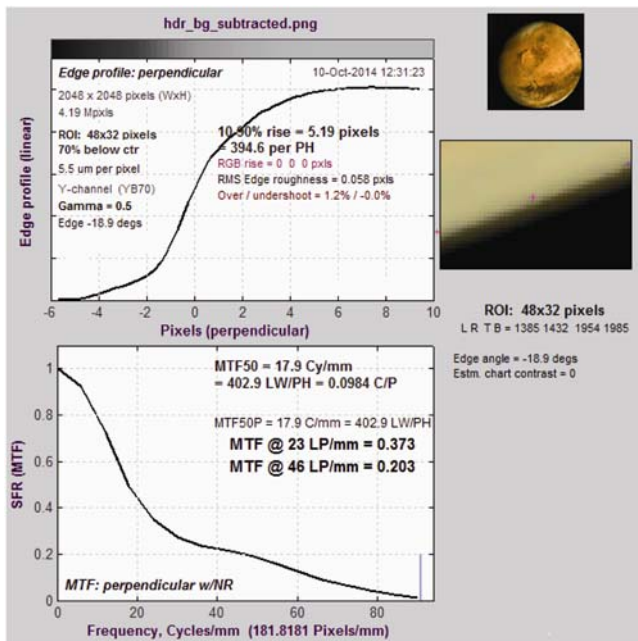 hdr_bg_subtracted.png
Edge profile: perpendicular
10-Oct-2014 12:31:23
2048 x 2048 pixels (WxH)
4.19 Mpxls
ROI: 48x32 pixels
70% below ctr
5.5 um per pixel
Y-channel (YB70)
Gamma = 0.5
Edge -18.9 degs
10-90% rise = 5.19 pixels
= 394.6 per PH
RGB rise = 0 0 0 pxls
RMS Edge roughness = 0.058 pxls
Over / undershoot = 1.2% / -0.0%
Edge profile (linear)
-6 -4 -2 0 2 4 6 8 10
Pixels (perpendicular)
ROI: 48x32 pixels
L R T B = 1385 1432 1954 1985
Edge angle = -18.9 degs
Estm. chart contrast = 0
MTF50 = 17.9 Cy/mm
= 402.9 LW/PH = 0.0984 C/P
MTF50P = 17.9 C/mm = 402.9 LW/PH
MTF @ 23 LP/mm = 0.373
MTF @ 46 LP/mm = 0.203
SFR (MTF)
1
0.8
0.6
0.4
0.2
0
MTF: perpendicular w/NR
0 20 40 60 80
Frequency, Cycles/mm (181.8181 Pixels/mm)